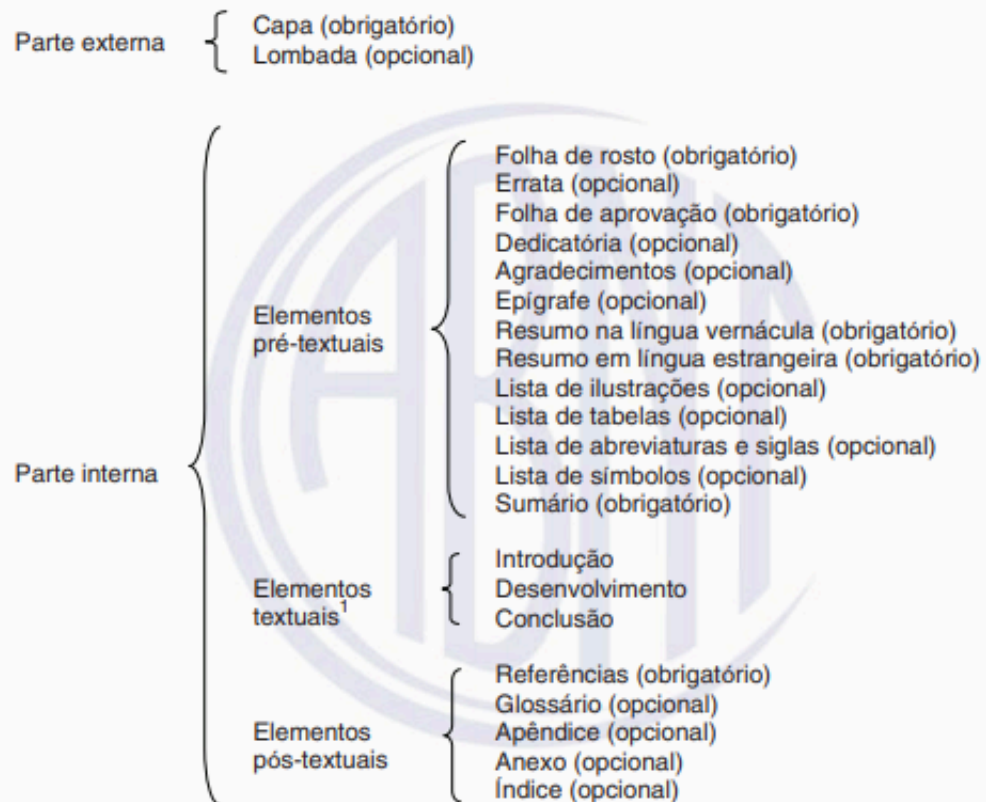 Parte externa
Capa (obrigatório)
Lombada (opcional)
Parte interna
Elementos
pré-textuais
Folha de rosto (obrigatório)
Errata (opcional)
Folha de aprovação (obrigatório)
Dedicatória (opcional)
Agradecimentos (opcional)
Epígrafe (opcional)
Resumo na língua vernácula (obrigatório)
Resumo em língua estrangeira (obrigatório)
Lista de ilustrações (opcional)
Lista de tabelas (opcional)
Lista de abreviaturas e siglas (opcional)
Lista de símbolos (opcional)
Sumário (obrigatório)
Elementos
textuais¹
Introdução
Desenvolvimento
Conclusão
Elementos
pós-textuais
Referências (obrigatório)
Glossário (opcional)
Apêndice (opcional)
Anexo (opcional)
Índice (opcional)
ABNT